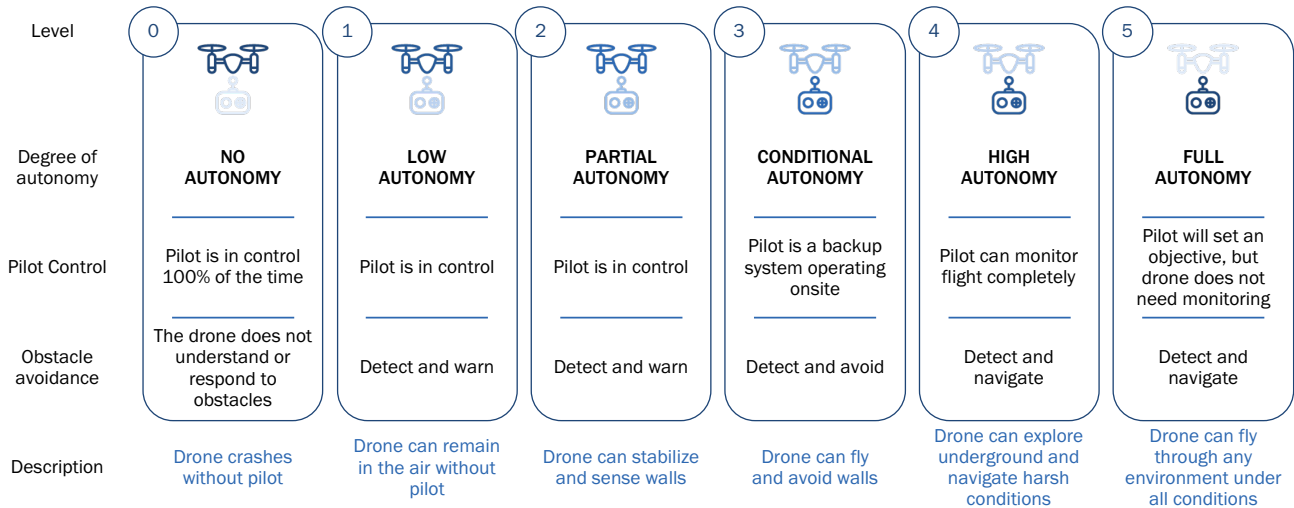 Level
0
1
2
3
4
5
Degree of
autonomy
NO
AUTONOMY
LOW
AUTONOMY
PARTIAL
AUTONOMY
CONDITIONAL
AUTONOMY
HIGH
AUTONOMY
FULL
AUTONOMY
Pilot Control
Pilot is in control
100% of the time
Pilot is in control
Pilot is in control
Pilot is a backup
system operating
onsite
Pilot can monitor
flight completely
Pilot will set an
objective, but
drone does not
need monitoring
Obstacle
avoidance
The drone does not
understand or
respond to
obstacles
Detect and warn
Detect and warn
Detect and avoid
Detect and
navigate
Detect and
navigate
Description
Drone crashes
without pilot
Drone can remain
in the air without
pilot
Drone can stabilize
and sense walls
Drone can fly
and avoid walls
Drone can explore
underground and
navigate harsh
conditions
Drone can fly
through any
environment under
all conditions